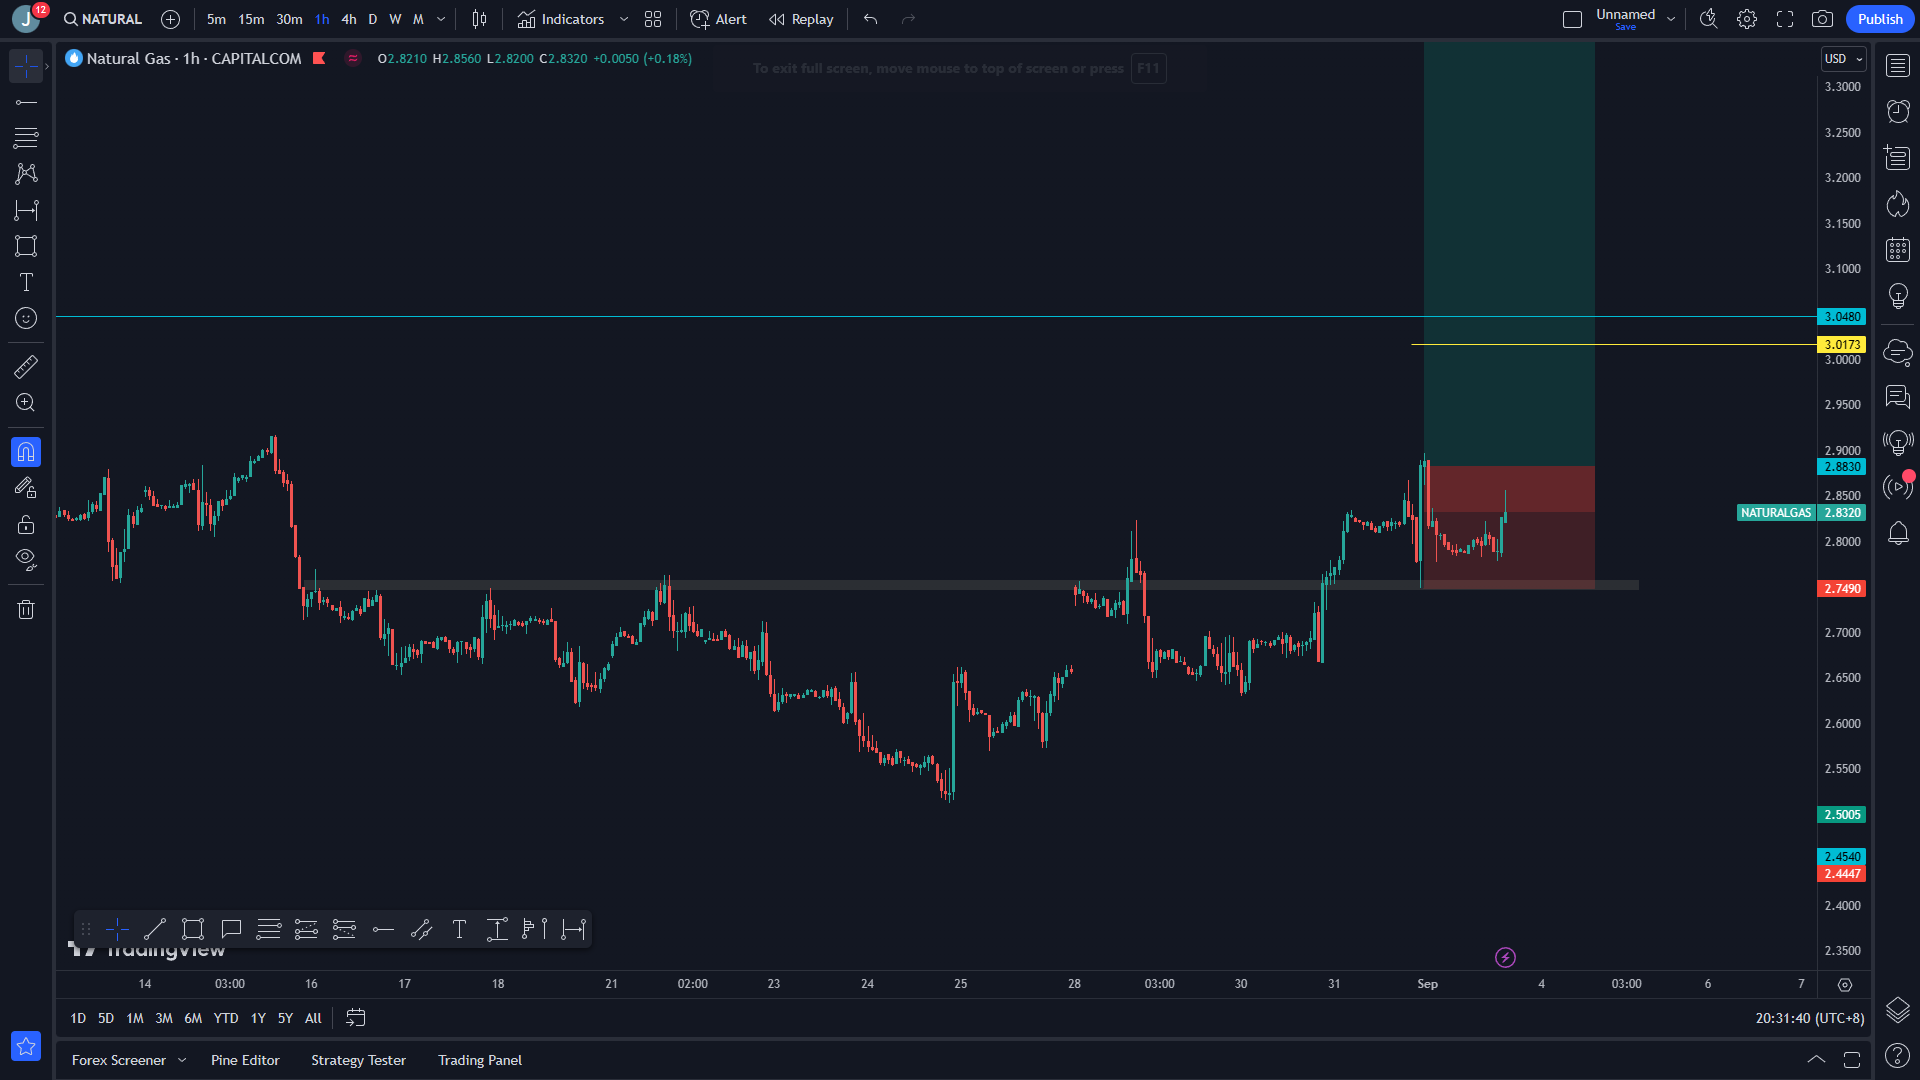 J 12 NATURAL 5m 15m 30m 1h 4h D W M Indicators Alert Replay Unnamed Save Publish
Natural Gas · 1h · CAPITALCOM O2.8210 H2.8560 L2.8200 C2.8320 +0.0050 (+0.18%)
To exit full screen, move mouse to top of screen or press F11
USD
3.3000
3.2500
3.2000
3.1500
3.1000
3.0480
3.0173
3.0000
2.9500
2.9000
2.8830
2.8500
NATURALGAS 2.8320
2.8000
2.7490
2.7000
2.6500
2.6000
2.5500
2.5005
2.4540
2.4447
2.4000
2.3500
TradingView
14 03:00 16 17 18 21 02:00 23 24 25 28 03:00 30 31 Sep 4 03:00 6 7
1D 5D 1M 3M 6M YTD 1Y 5Y All 20:31:40 (UTC+8)
Forex Screener Pine Editor Strategy Tester Trading Panel